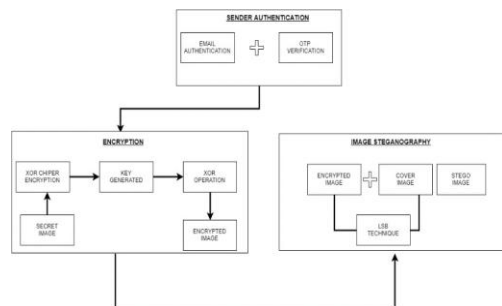 SENDER AUTHENTICATION
EMAIL
AUTHENTICATION
OTP
VERIFICATION
ENCRYPTION
XOR CHIPER
ENCRYPTION
KEY
GENERATED
XOR
OPERATION
SECRET
IMAGE
ENCRYPTED
IMAGE
IMAGE STEGANOGRAPHY
ENCRYPTED
IMAGE
COVER
IMAGE
STEGO
IMAGE
LSB
TECHNIQUE